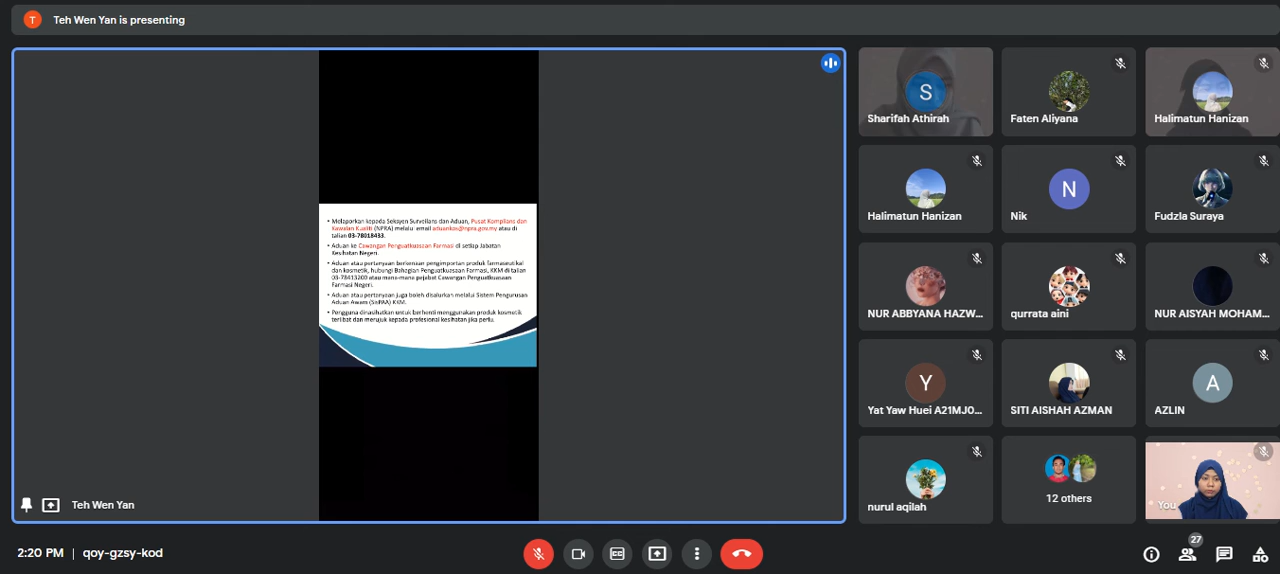 T
Teh Wen Yan is presenting
• Melaporkan kepada Seksyen Survellans dan Aduan, Pusat Komplians dan
Kawalan Kualiti (NPRA) melalui email aduankos@npra.gov.my atau di
talian 03-78018483.
• Aduan ke Cawangan Penguatkuasaan Farmasi di setiap Jabatan
Kesihatan Negeri.
• Aduan atau pertanyaan berkenaan pengimportan produk farmaseutikal
dan kosmetik, hubungi Bahagian Penguatkuasaan Farmasi, KKM di talian
03-78413200 atau mana-mana pejabat Cawangan Penguatkuasaan
Farmasi Negeri.
• Aduan atau pertanyaan juga boleh disalurkan melalui Sistem Pengurusan
Aduan Awam (SisPAA) KKM.
• Pengguna dinasihatkan untuk berhenti menggunakan produk kosmetik
terlibat dan merujuk kepada profesional kesihatan jika perlu.
Teh Wen Yan
S
Sharifah Athirah
Faten Aliyana
Halimatun Hanizan
Halimatun Hanizan
N
Nik
Fudzla Suraya
NUR ABBYANA HAZW...
qurrata aini
NUR AISYAH MOHAM...
Y
Yat Yaw Huei A21MJ0...
SITI AISHAH AZMAN
A
AZLIN
nurul aqilah
12 others
You
2:20 PM | qoy-gzsy-kod
CC
27